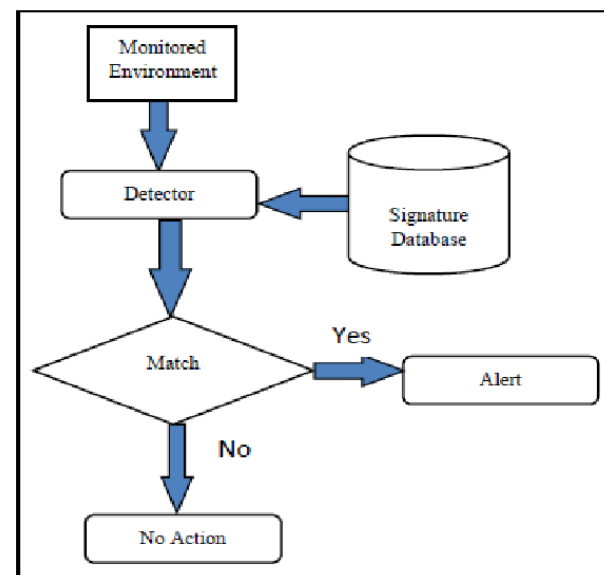 Monitored
Environment
Detector
Signature
Database
Match
Yes
Alert
No
No Action